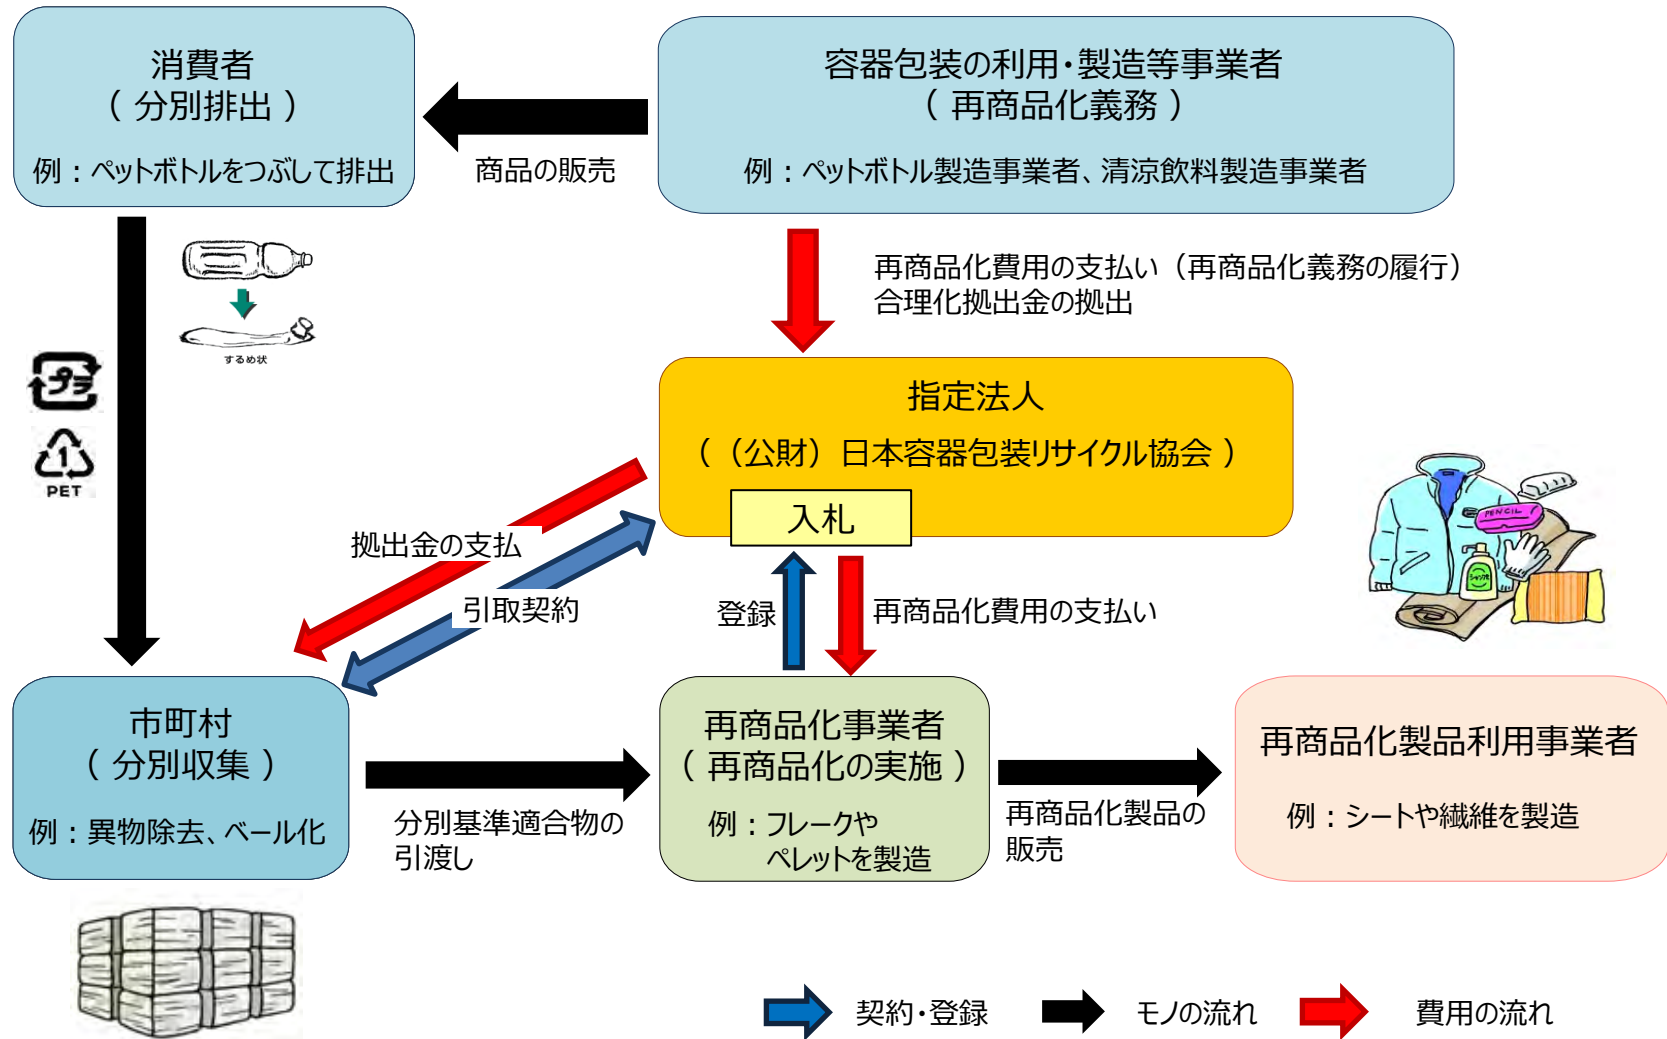 消費者
（ 分別排出 ）
例：ペットボトルをつぶして排出
商品の販売
容器包装の利用・製造等事業者
（ 再商品化義務 ）
例：ペットボトル製造事業者、清涼飲料製造事業者
するめ状
プラ
1
PET
再商品化費用の支払い（再商品化義務の履行）
合理化拠出金の拠出
指定法人
（（公財）日本容器包装リサイクル協会 ）
入札
拠出金の支払
引取契約
登録
再商品化費用の支払い
PENCIL
シャンプー
市町村
（ 分別収集 ）
例：異物除去、ベール化
分別基準適合物の
引渡し
再商品化事業者
（ 再商品化の実施 ）
例：フレークや
ペレットを製造
再商品化製品の
販売
再商品化製品利用事業者
例：シートや繊維を製造
契約・登録
モノの流れ
費用の流れ